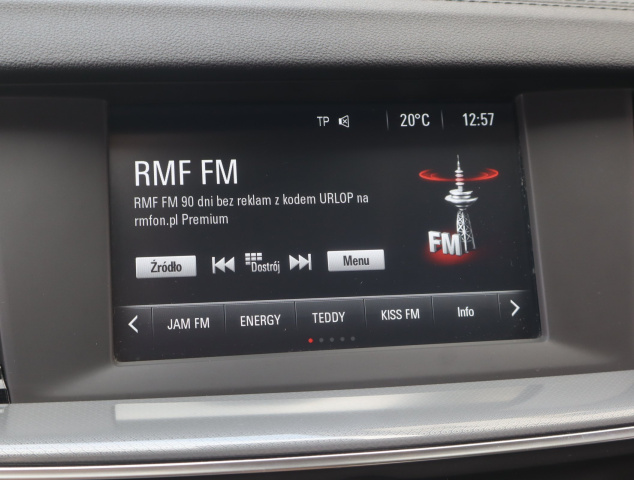 TP 20°C 12:57
RMF FM
RMF FM 90 dni bez reklam z kodem URLOP na
rmfon.pl Premium
FM
Źródło Dostrój Menu
JAM FM ENERGY TEDDY KISS FM Info